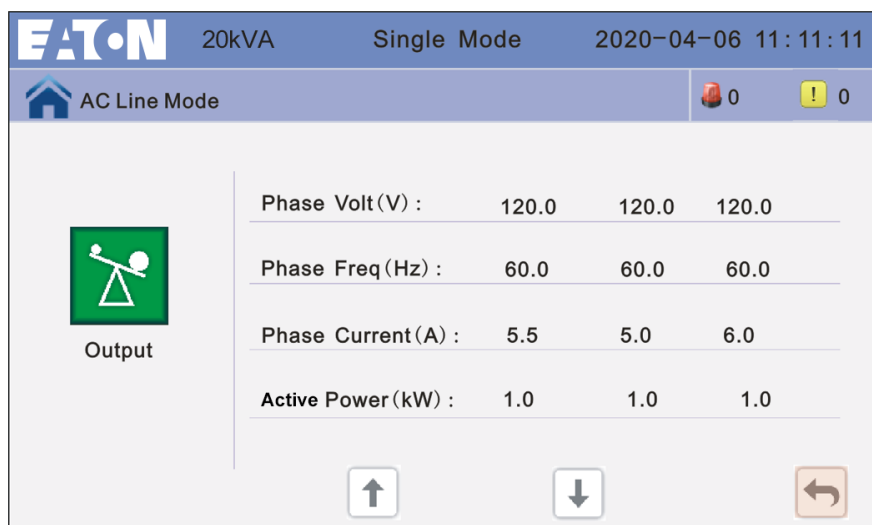 EATON 20kVA Single Mode 2020-04-06 11:11:11
AC Line Mode 0 ! 0
Phase Volt(V): 120.0 120.0 120.0
Phase Freq(Hz): 60.0 60.0 60.0
Phase Current(A): 5.5 5.0 6.0
Output
Active Power(kW): 1.0 1.0 1.0